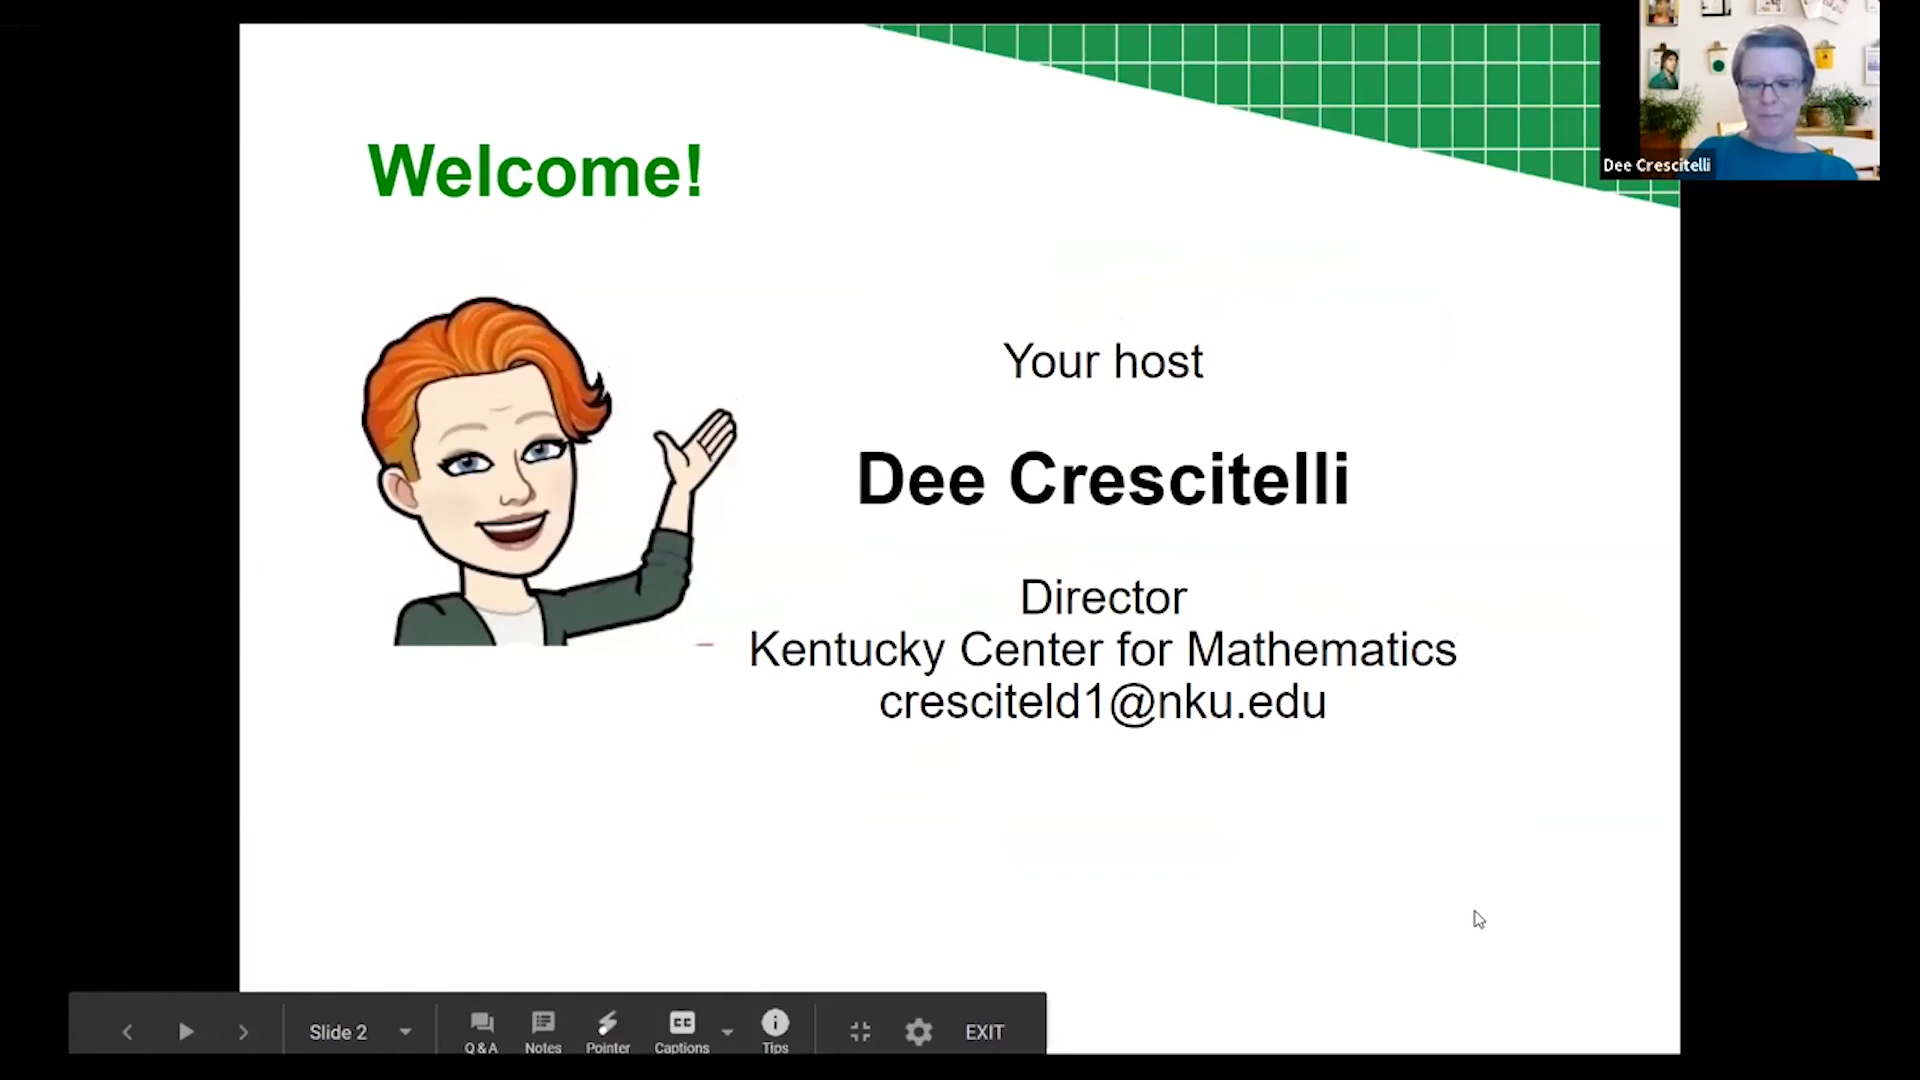 Welcome!
Dee Crescitelli
Your host
Dee Crescitelli
Director
Kentucky Center for Mathematics
cresciteld1@nku.edu
Slide 2
Q & A
Notes
Pointer
CC
Captions
Tips
EXIT